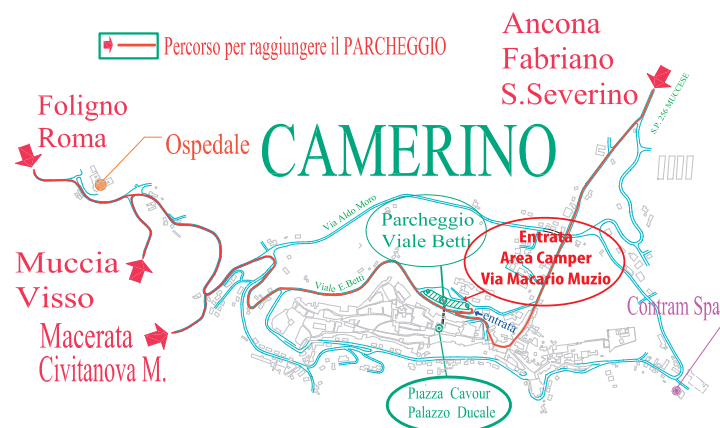 Percorso per raggiungere il PARCHEGGIO
Ancona
Fabriano
S.Severino
Foligno
Roma
Ospedale
CAMERINO
S.P. 256 MUCCESE
Via Aldo Moro
Parcheggio
Viale Betti
Entrata
Area Camper
Via Macario Muzio
Muccia
Visso
Viale E.Betti
entrata
Contram Spa
Macerata
Civitanova M.
Piazza Cavour
Palazzo Ducale